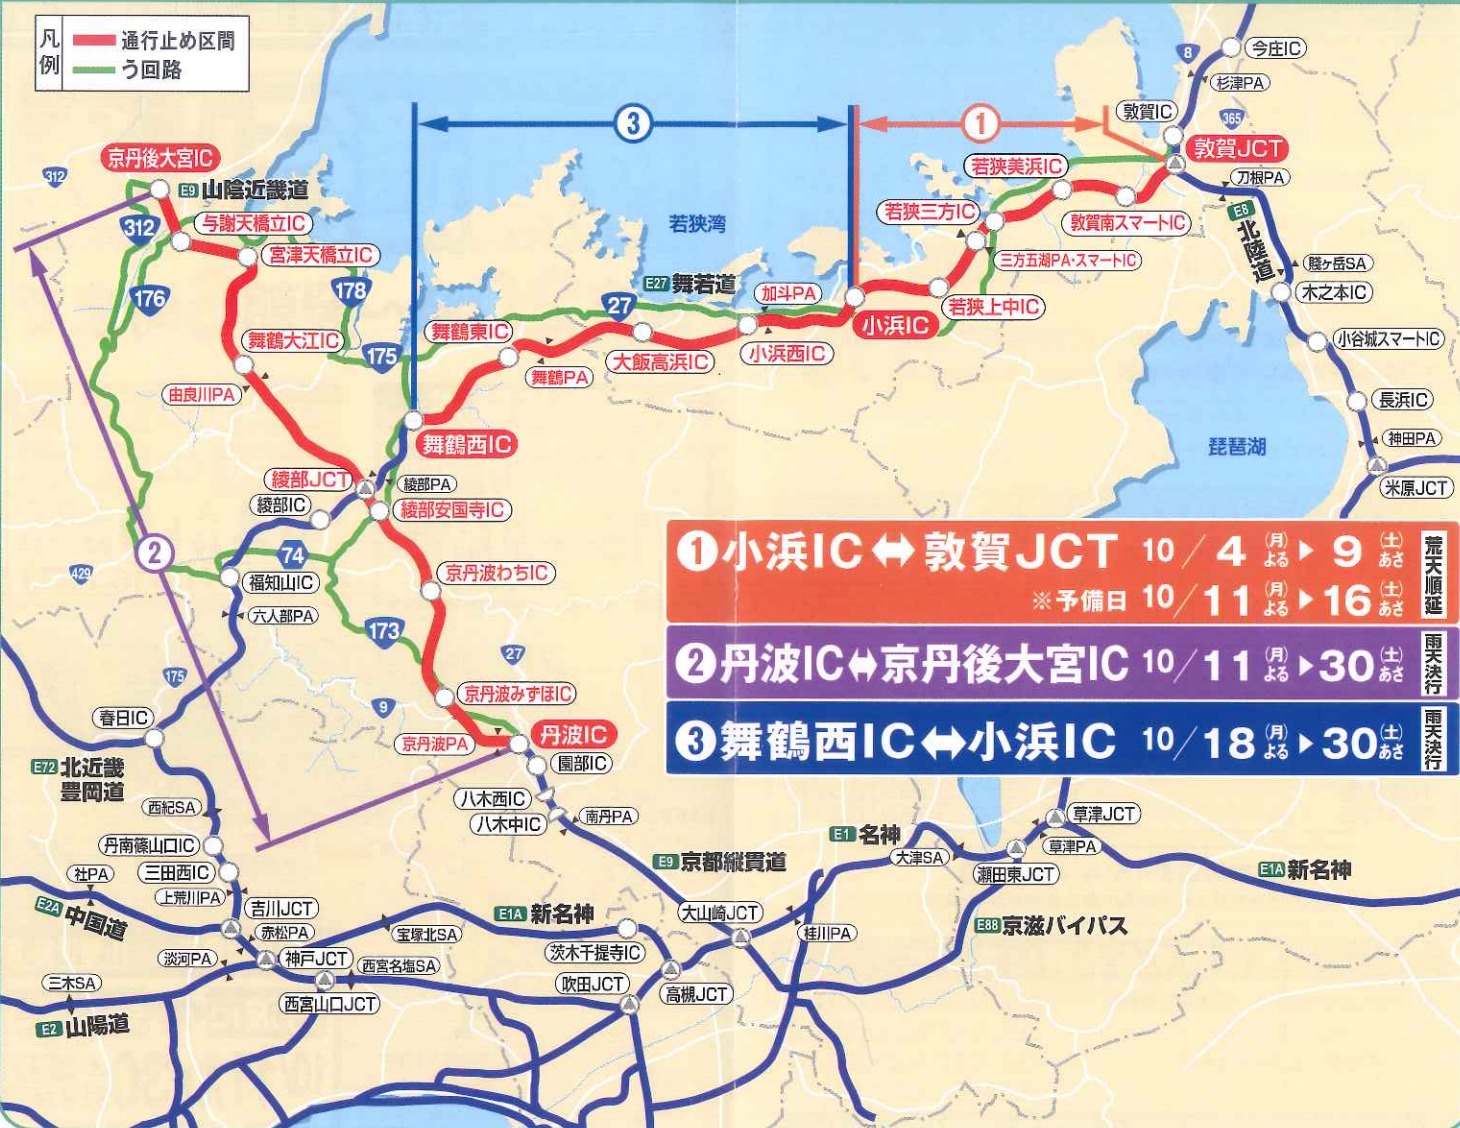 凡例
通行止め区間
う回路
今庄IC
8
杉津PA
敦賀IC
365
敦賀JCT
刀根PA
E8
北陸道
賤ヶ岳SA
木之本IC
小谷城スマートIC
長浜IC
神田PA
米原JCT
琵琶湖
3
1
京丹後大宮IC
312
E9 山陰近畿道
与謝天橋立IC
312
宮津天橋立IC
176
178
舞鶴大江IC
175
由良川PA
若狭湾
E27 舞若道
27
舞鶴東IC
舞鶴PA
大飯高浜IC
加斗PA
小浜西IC
小浜IC
若狭美浜IC
若狭三方IC
敦賀南スマートIC
三方五湖PA・スマートIC
若狭上中IC
舞鶴西IC
綾部JCT
綾部PA
綾部IC
綾部安国寺IC
2
74
429
福知山IC
京丹波わちIC
六人部PA
173
27
175
9
京丹波みずほIC
春日IC
京丹波PA
丹波IC
園部IC
E72 北近畿
豊岡道
八木西IC
八木中IC
南丹PA
西紀SA
丹南篠山口IC
三田西IC
社PA
上荒川PA
E2A 中国道
吉川JCT
赤松PA
淡河PA
神戸JCT
三木SA
E2 山陽道
西宮山口JCT
西宮名塩SA
宝塚北SA
E1A 新名神
茨木千提寺IC
吹田JCT
高槻JCT
大山崎JCT
桂川PA
E9 京都縦貫道
E1 名神
大津SA
瀬田東JCT
草津JCT
草津PA
E88 京滋バイパス
E1A 新名神
❶小浜IC⬌敦賀JCT 10/4(月)よる▶9(土)あさ 荒天順延
※予備日 10/11(月)よる▶16(土)あさ
❷丹波IC⬌京丹後大宮IC 10/11(月)よる▶30(土)あさ 雨天決行
❸舞鶴西IC⬌小浜IC 10/18(月)よる▶30(土)あさ 雨天決行